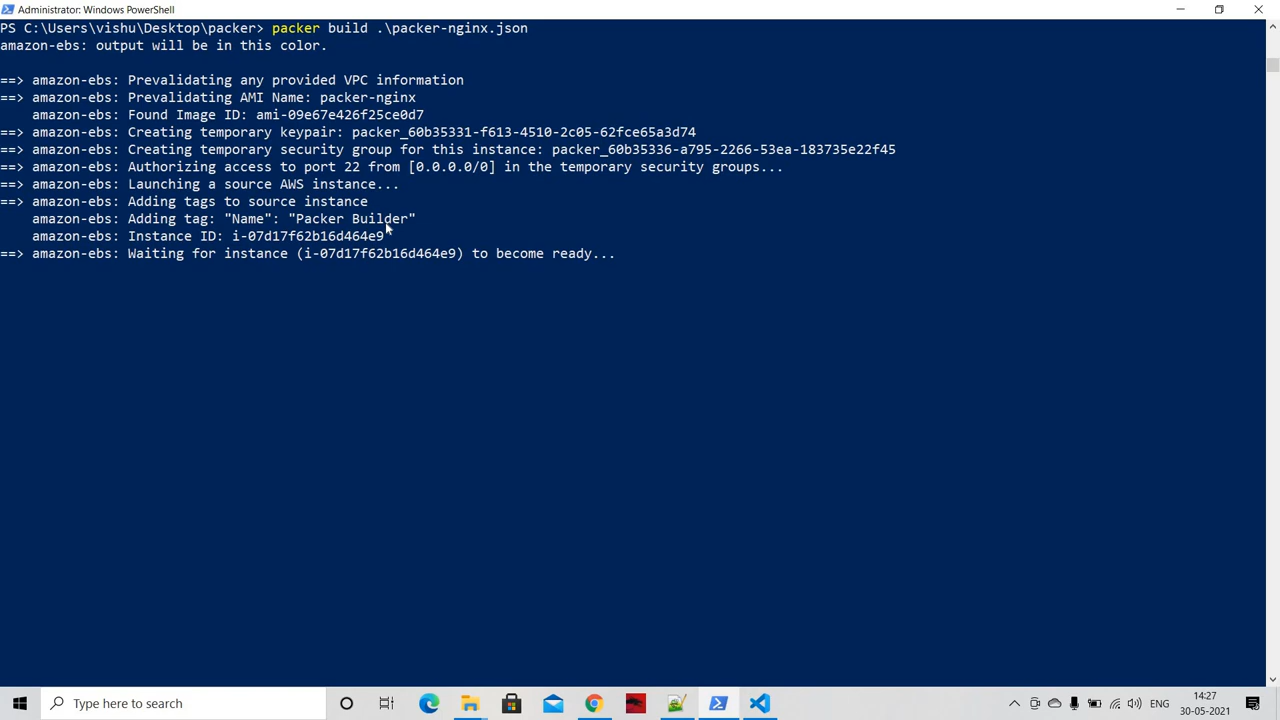 Administrator: Windows PowerShell
PS C:\Users\vishu\Desktop\packer> packer build .\packer-nginx.json
amazon-ebs: output will be in this color.
==> amazon-ebs: Prevalidating any provided VPC information
==> amazon-ebs: Prevalidating AMI Name: packer-nginx
amazon-ebs: Found Image ID: ami-09e67e426f25ce0d7
==> amazon-ebs: Creating temporary keypair: packer_60b35331-f613-4510-2c05-62fce65a3d74
==> amazon-ebs: Creating temporary security group for this instance: packer_60b35336-a795-2266-53ea-183735e22f45
==> amazon-ebs: Authorizing access to port 22 from [0.0.0.0/0] in the temporary security groups...
==> amazon-ebs: Launching a source AWS instance...
==> amazon-ebs: Adding tags to source instance
amazon-ebs: Adding tag: "Name": "Packer Builder"
amazon-ebs: Instance ID: i-07d17f62b16d464e9
==> amazon-ebs: Waiting for instance (i-07d17f62b16d464e9) to become ready...
Type here to search
ENG
14:27
30-05-2021